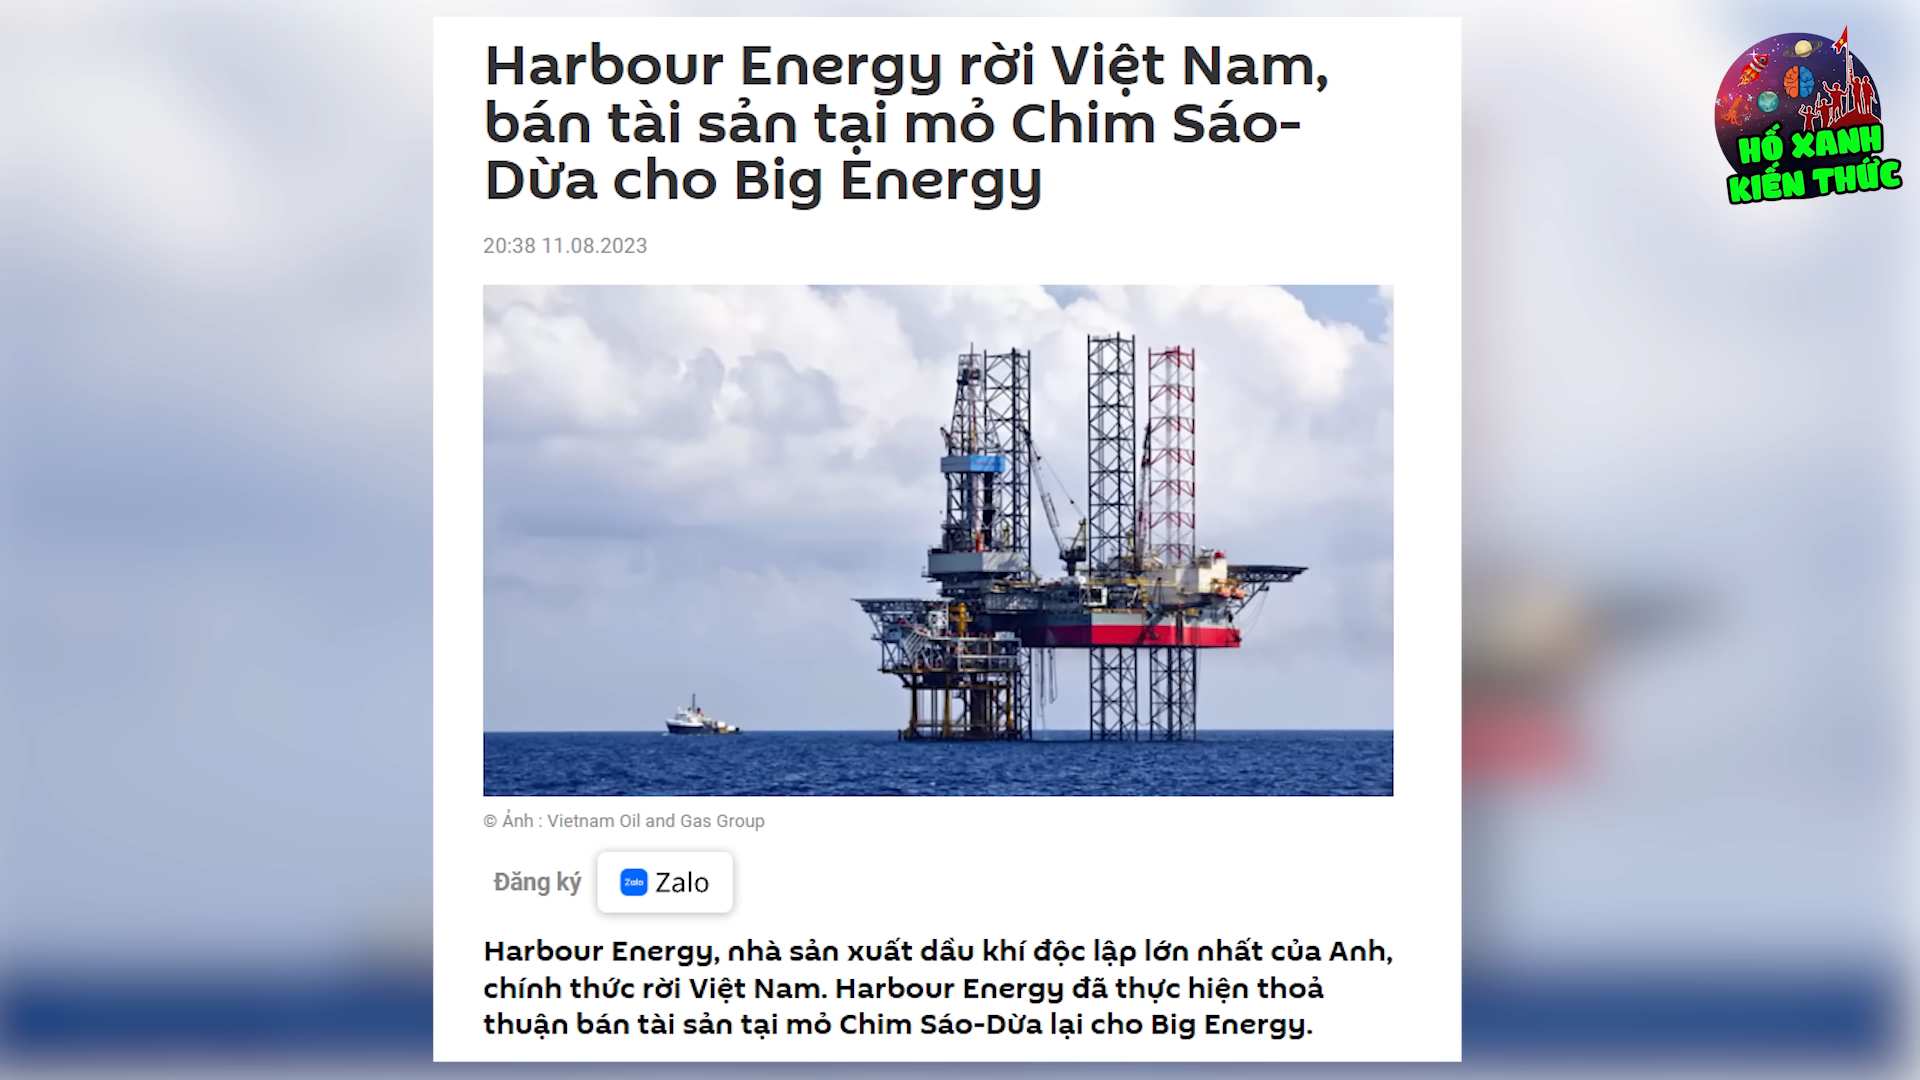 Harbour Energy rời Việt Nam,
bán tài sản tại mỏ Chim Sáo-
Dừa cho Big Energy
20:38 11.08.2023
© Ảnh : Vietnam Oil and Gas Group
Đăng ký
Zalo
Zalo
Harbour Energy, nhà sản xuất dầu khí độc lập lớn nhất của Anh,
chính thức rời Việt Nam. Harbour Energy đã thực hiện thoả
thuận bán tài sản tại mỏ Chim Sáo-Dừa lại cho Big Energy.
HỐ XANH
KIẾN THỨC